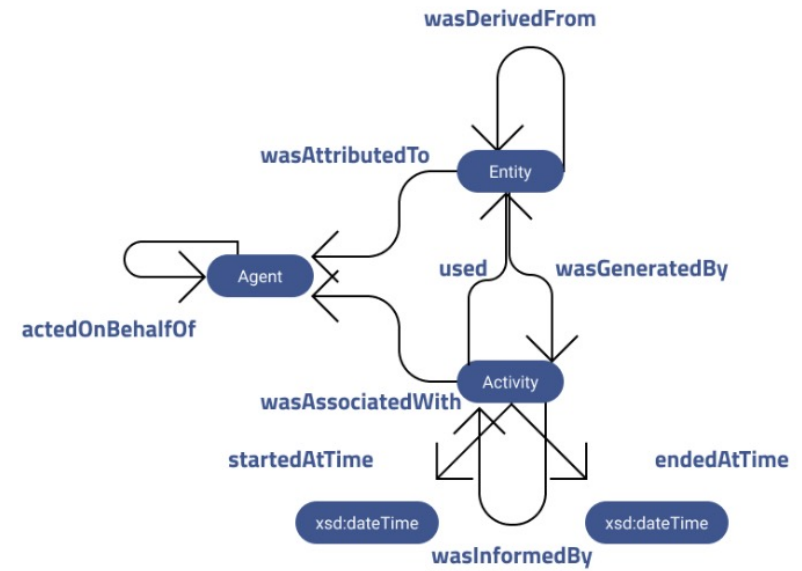 wasDerivedFrom
wasAttributedTo
Entity
used
wasGeneratedBy
Agent
actedOnBehalfOf
Activity
wasAssociatedWith
startedAtTime
endedAtTime
xsd:dateTime
xsd:dateTime
wasInformedBy